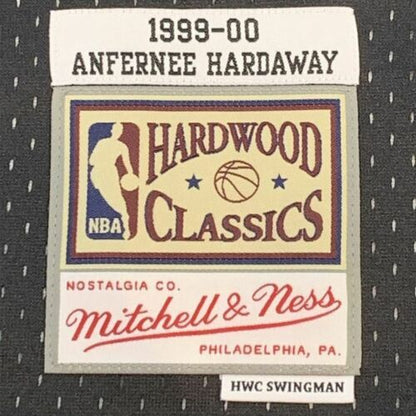 1999-00
ANFERNEE HARDAWAY
NBA
HARDWOOD
CLASSICS
NOSTALGIA CO.
Mitchell & Ness
PHILADELPHIA, PA.
HWC SWINGMAN